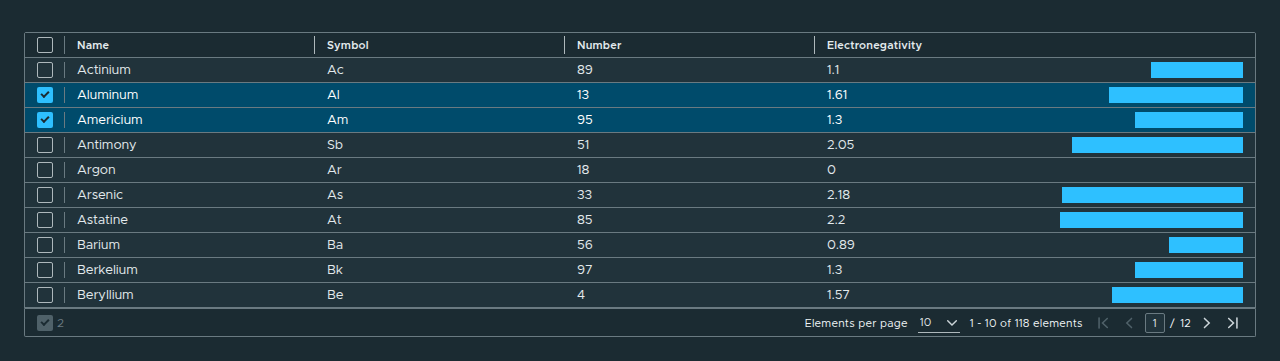 Name Symbol Number Electronegativity
Actinium Ac 89 1.1
Aluminum Al 13 1.61
Americium Am 95 1.3
Antimony Sb 51 2.05
Argon Ar 18 0
Arsenic As 33 2.18
Astatine At 85 2.2
Barium Ba 56 0.89
Berkelium Bk 97 1.3
Beryllium Be 4 1.57
2 Elements per page 10 1 - 10 of 118 elements 1 / 12